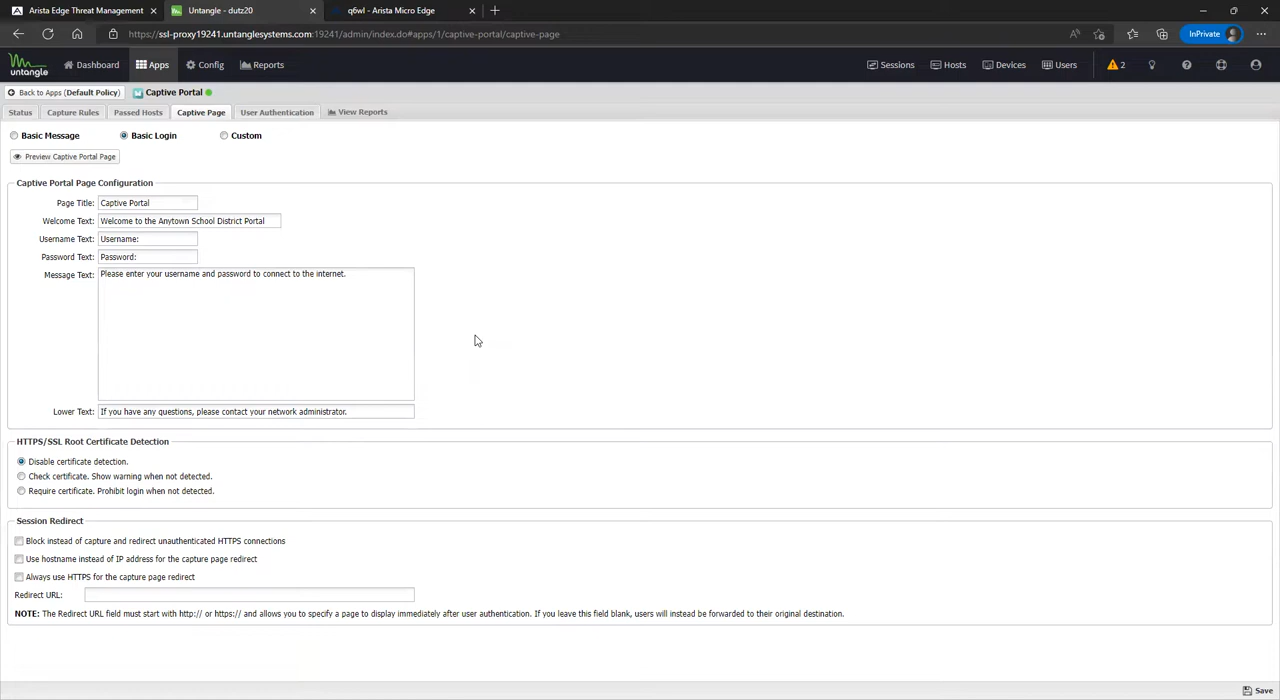 Arista Edge Threat Management
Untangle - dutz20
q6wl - Arista Micro Edge
https://ssl-proxy19241.untanglesystems.com:19241/admin/index.do#apps/1/captive-portal/captive-page
InPrivate
untangle
Dashboard
Apps
Config
Reports
Sessions
Hosts
Devices
Users
2
Back to Apps (Default Policy)
Captive Portal
Status
Capture Rules
Passed Hosts
Captive Page
User Authentication
View Reports
Basic Message
Basic Login
Custom
Preview Captive Portal Page
Captive Portal Page Configuration
Page Title: Captive Portal
Welcome Text: Welcome to the Anytown School District Portal
Username Text: Username:
Password Text: Password:
Message Text: Please enter your username and password to connect to the internet.
Lower Text: If you have any questions, please contact your network administrator.
HTTPS/SSL Root Certificate Detection
Disable certificate detection.
Check certificate. Show warning when not detected.
Require certificate. Prohibit login when not detected.
Session Redirect
Block instead of capture and redirect unauthenticated HTTPS connections
Use hostname instead of IP address for the capture page redirect
Always use HTTPS for the capture page redirect
Redirect URL:
NOTE: The Redirect URL field must start with http:// or https:// and allows you to specify a page to display immediately after user authentication. If you leave this field blank, users will instead be forwarded to their original destination.
Save